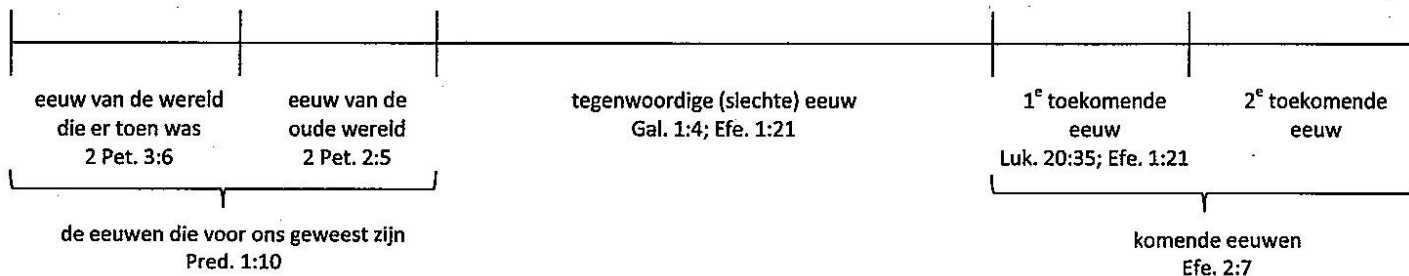 eeuw van de wereld
die er toen was
2 Pet. 3:6
eeuw van de
oude wereld
2 Pet. 2:5
tegenwoordige (slechte) eeuw
Gal. 1:4; Efe. 1:21
1e toekomende
eeuw
Luk. 20:35; Efe. 1:21
2e toekomende
eeuw
de eeuwen die voor ons geweest zijn
Pred. 1:10
komende eeuwen
Efe. 2:7